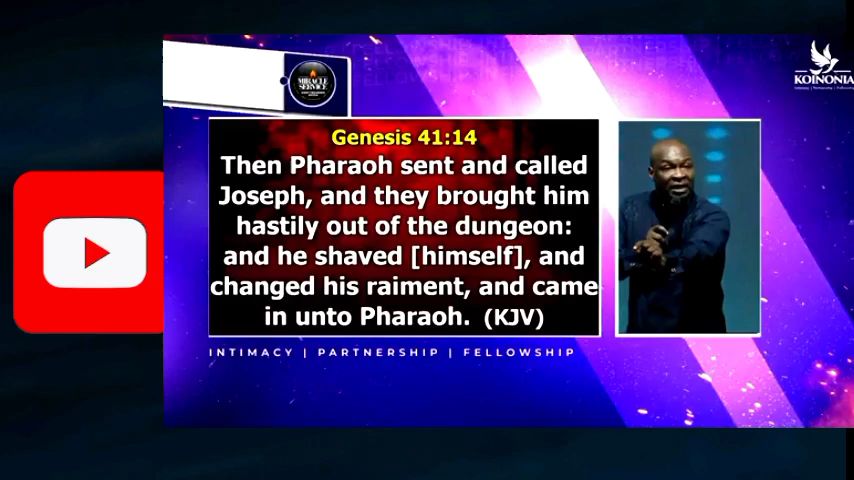 MIRACLE
SERVICE
KOINONIA
Genesis 41:14
Then Pharaoh sent and called
Joseph, and they brought him
hastily out of the dungeon:
and he shaved [himself], and
changed his raiment, and came
in unto Pharaoh. (KJV)
INTIMACY | PARTNERSHIP | FELLOWSHIP